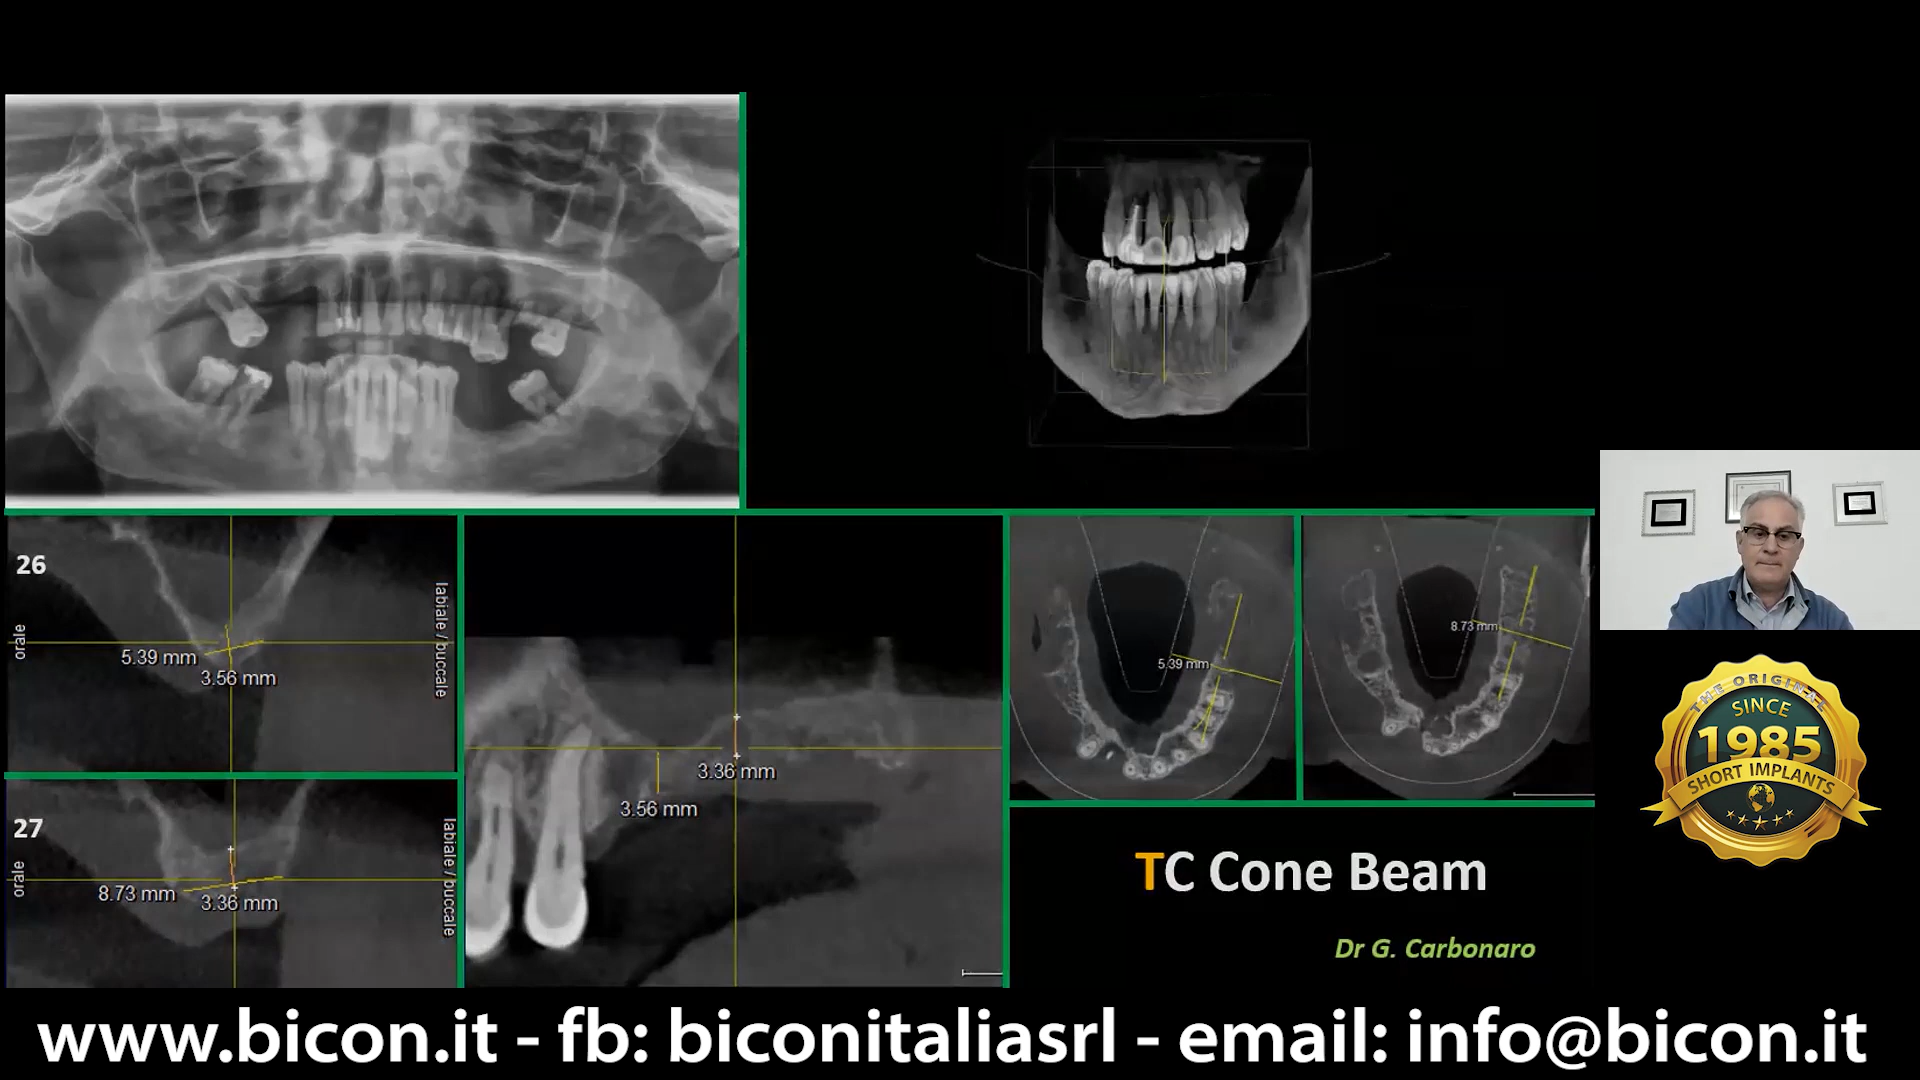 26
orale
labiale / buccale
5.39 mm
3.56 mm
27
orale
labiale / buccale
8.73 mm
3.36 mm
3.36 mm
3.56 mm
5.39 mm
8.73 mm
TC Cone Beam
Dr G. Carbonaro
THE ORIGINAL
SINCE
1985
SHORT IMPLANTS
www.bicon.it - fb: biconitaliasrl - email: info@bicon.it